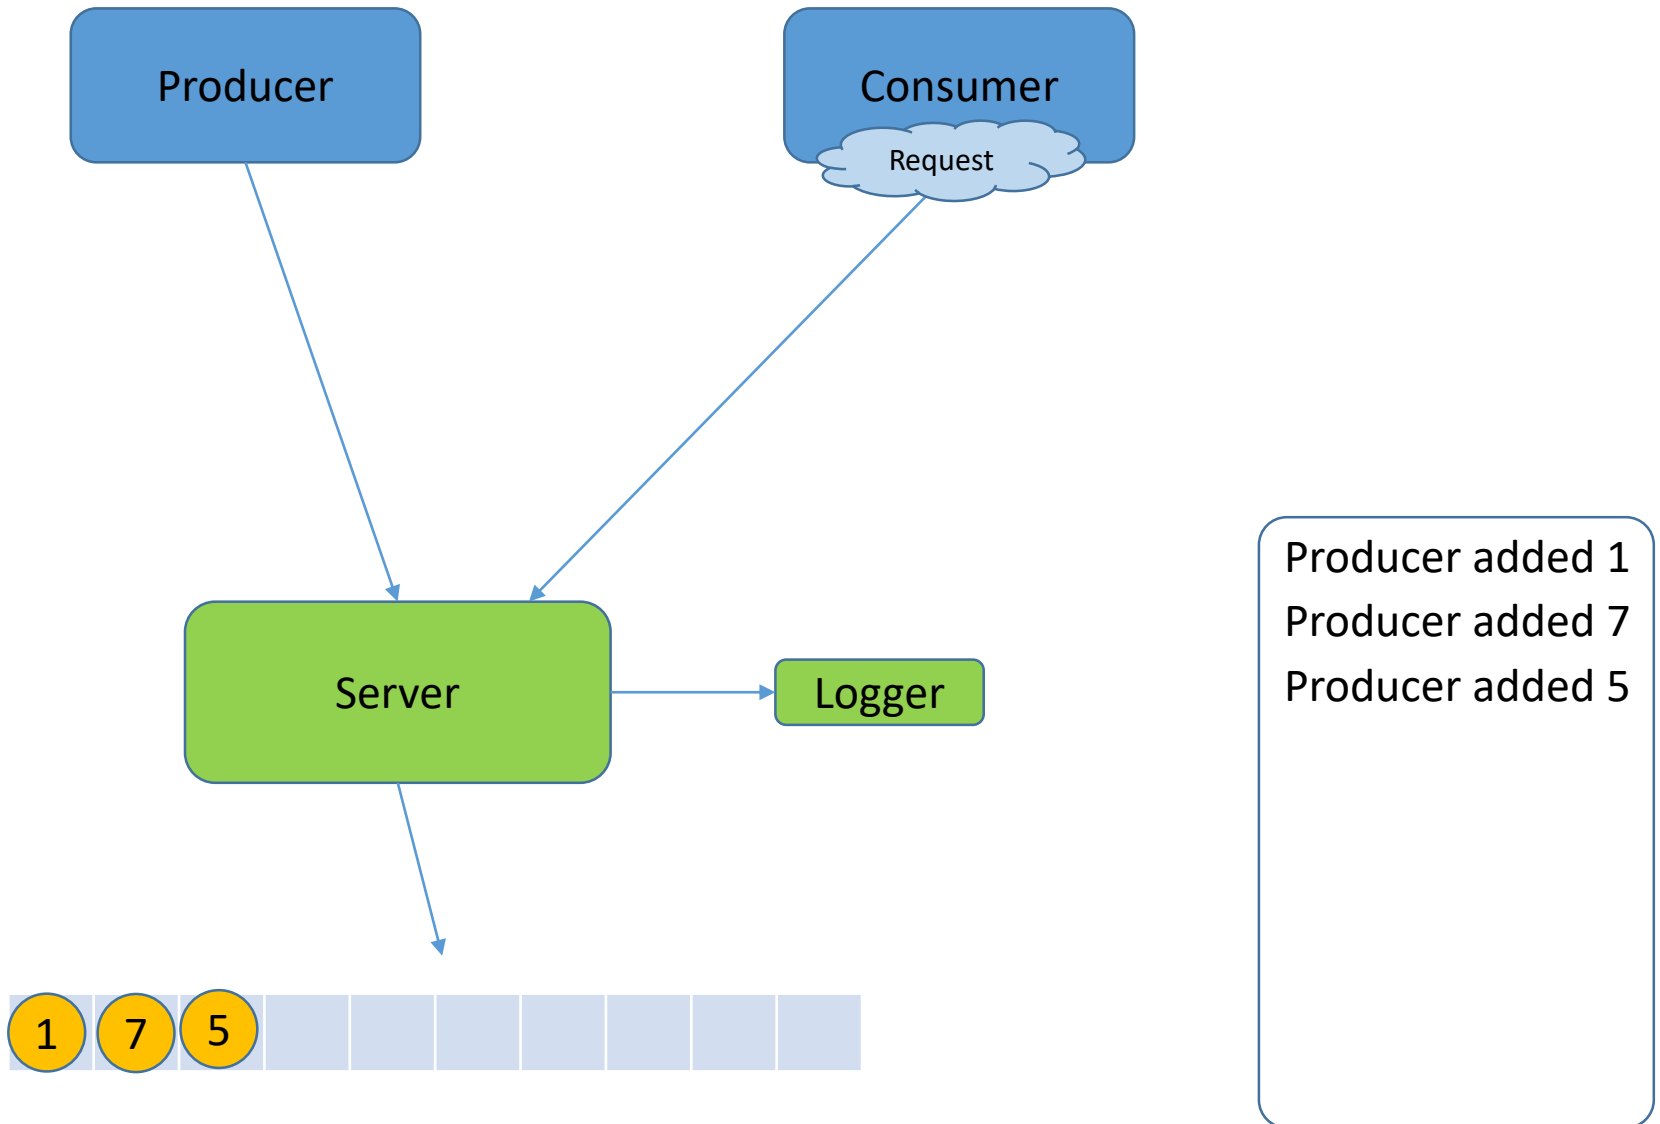 Producer
Consumer
Request
Producer added 1
Producer added 7
Server
Logger
Producer added 5
1 7 5